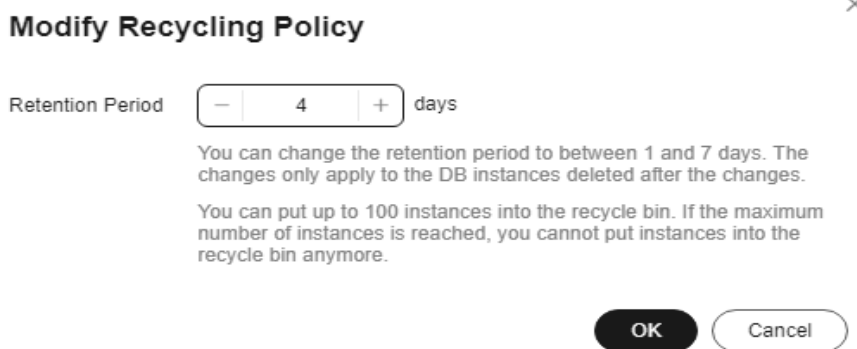 Modify Recycling Policy
Retention Period − 4 + days
You can change the retention period to between 1 and 7 days. The
changes only apply to the DB instances deleted after the changes.
You can put up to 100 instances into the recycle bin. If the maximum
number of instances is reached, you cannot put instances into the
recycle bin anymore.
OK Cancel